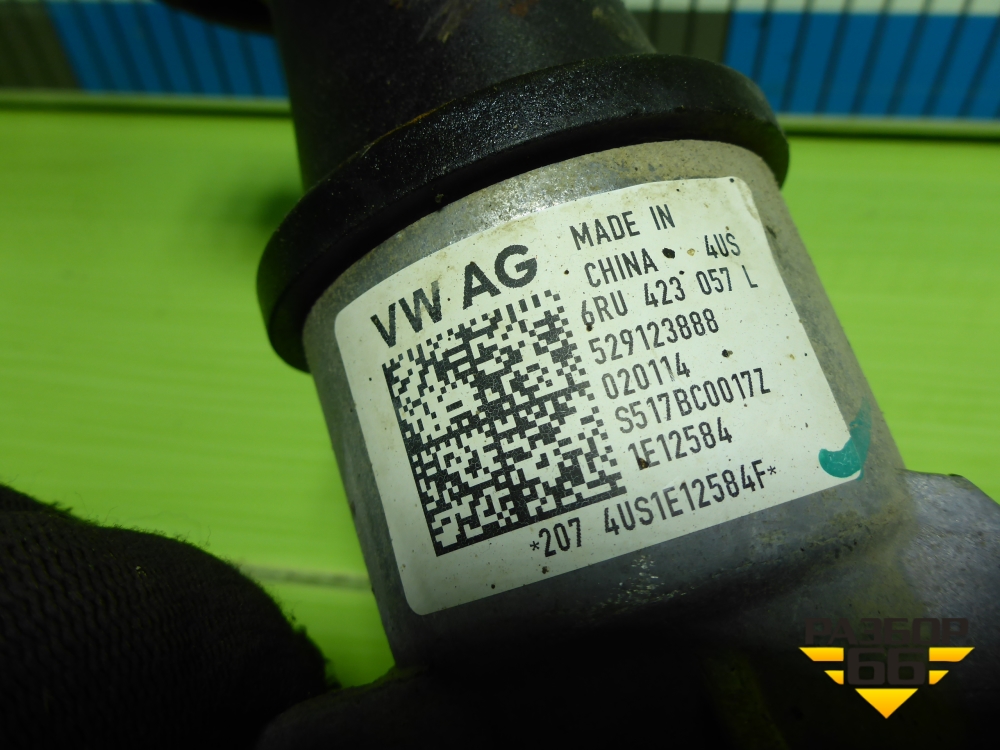 VW AG
MADE IN
CHINA 4US
6RU 423 057 L
529123888
020114
S517BC0017Z
1E12584
*207 4US1E12584F*
РАЗБОР
66